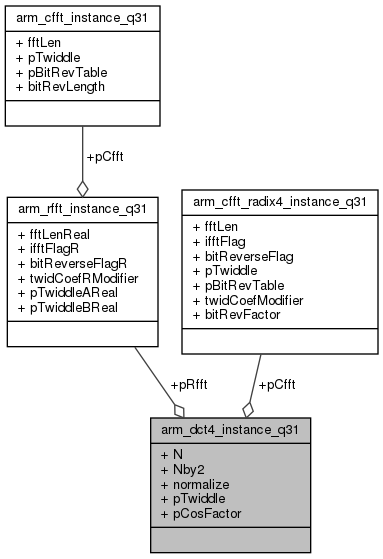 arm_cfft_instance_q31
+ fftLen
+ pTwiddle
+ pBitRevTable
+ bitRevLength
+pCfft
arm_rfft_instance_q31
+ fftLenReal
+ ifftFlagR
+ bitReverseFlagR
+ twidCoefRModifier
+ pTwiddleAReal
+ pTwiddleBReal
arm_cfft_radix4_instance_q31
+ fftLen
+ ifftFlag
+ bitReverseFlag
+ pTwiddle
+ pBitRevTable
+ twidCoefModifier
+ bitRevFactor
+pRfft
+pCfft
arm_dct4_instance_q31
+ N
+ Nby2
+ normalize
+ pTwiddle
+ pCosFactor